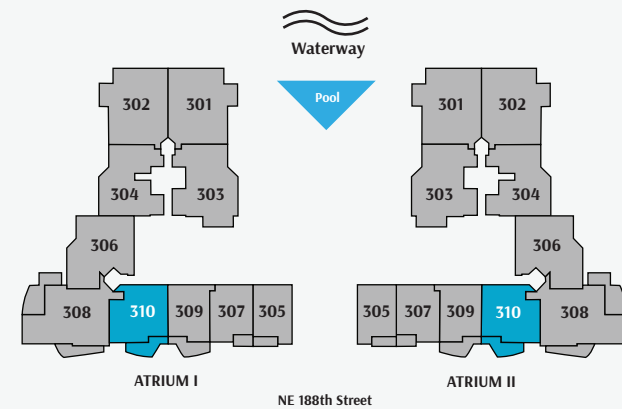 Waterway
Pool
302 301
301 302
304 303
303 304
306
306
308 310 309 307 305
305 307 309 310 308
ATRIUM I
ATRIUM II
NE 188th Street